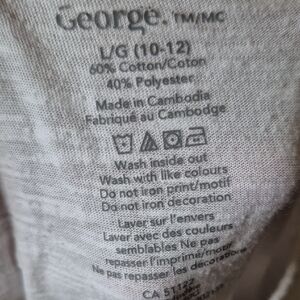 George. TM/MC
L/G (10-12)
60% Cotton/Coton
40% Polyester
Made in Cambodia
Fabriqué au Cambodge
Wash inside out
Wash with like colours
Do not iron print/motif
Do not iron decoration
Laver sur l'envers
Laver avec des couleurs
semblables Ne pas
repasser l'imprimé/motif
Ne pas repasser les décorations
CA 51122